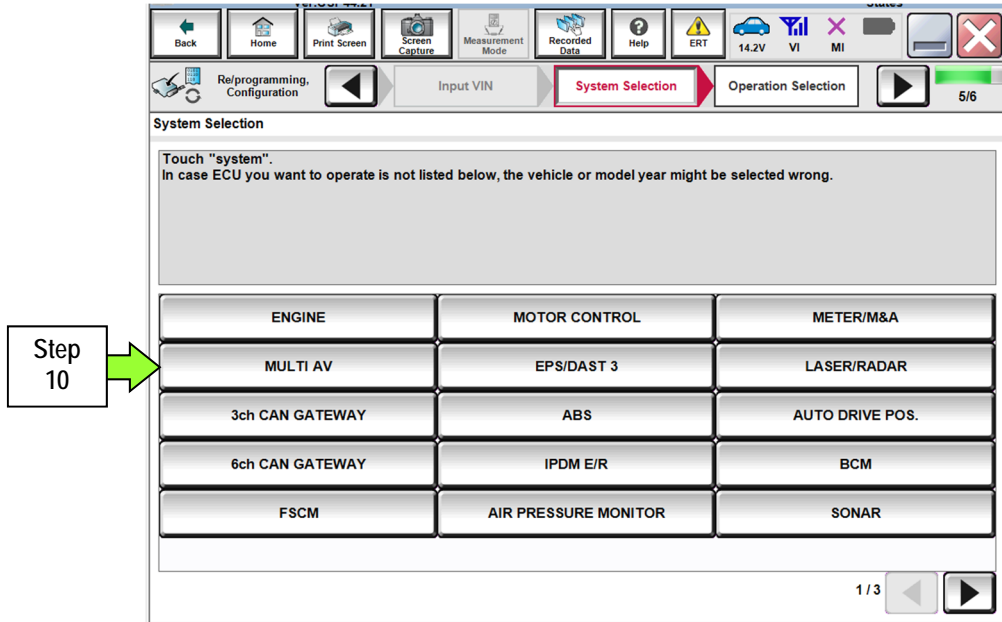 Back
Home
Print Screen
Screen
Capture
Measurement
Mode
Recorded
Data
Help
ERT
14.2V
VI
MI
Re/programming,
Configuration
Input VIN
System Selection
Operation Selection
5/6
System Selection
Touch "system".
In case ECU you want to operate is not listed below, the vehicle or model year might be selected wrong.
ENGINE
MOTOR CONTROL
METER/M&A
Step
10
MULTI AV
EPS/DAST 3
LASER/RADAR
3ch CAN GATEWAY
ABS
AUTO DRIVE POS.
6ch CAN GATEWAY
IPDM E/R
BCM
FSCM
AIR PRESSURE MONITOR
SONAR
1 / 3